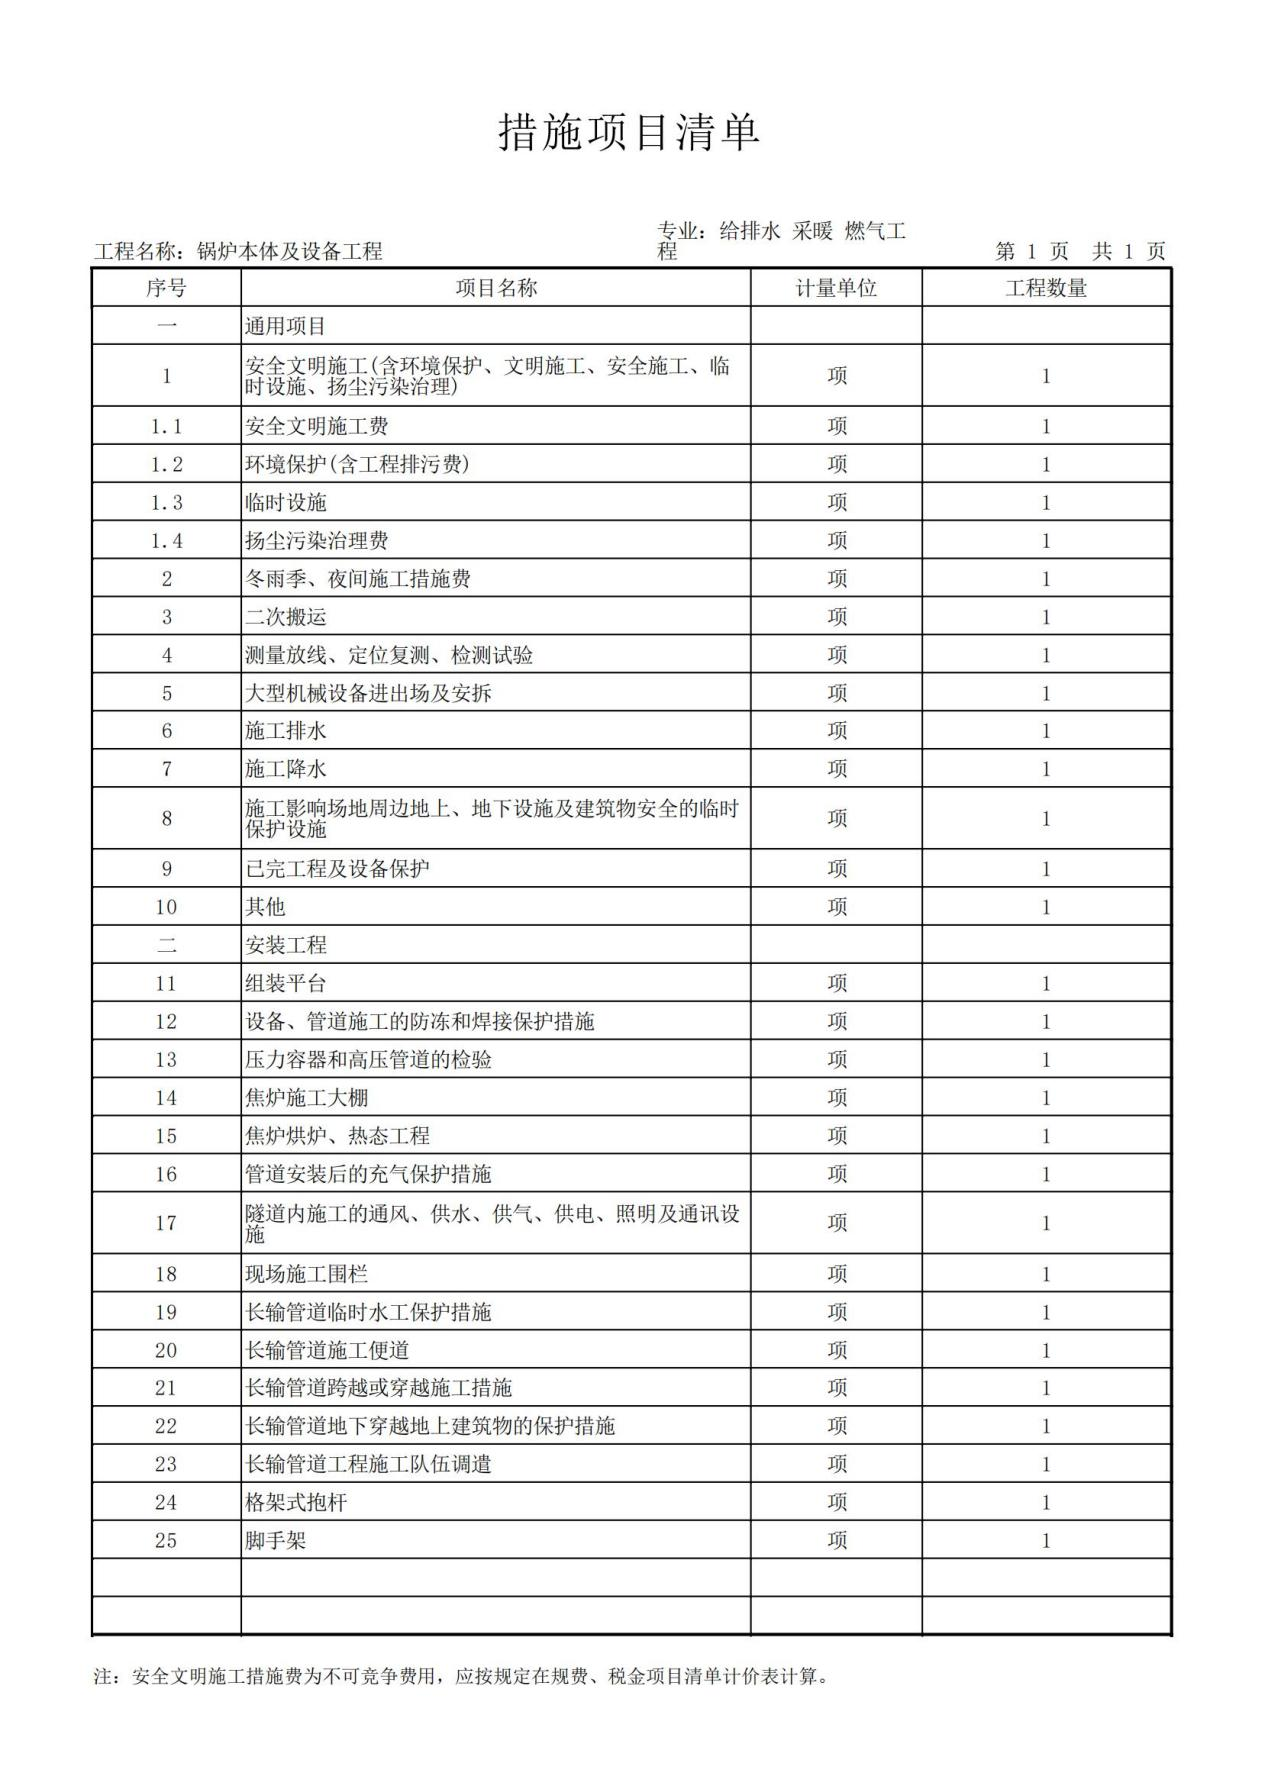 措施项目清单
专业：给排水 采暖 燃气工
工程名称：锅炉本体及设备工程 程 第 1 页 共 1 页
序号 项目名称 计量单位 工程数量
一 通用项目
1 安全文明施工(含环境保护、文明施工、安全施工、临 项 1
时设施、扬尘污染治理)
1.1 安全文明施工费 项 1
1.2 环境保护(含工程排污费) 项 1
1.3 临时设施 项 1
1.4 扬尘污染治理费 项 1
2 冬雨季、夜间施工措施费 项 1
3 二次搬运 项 1
4 测量放线、定位复测、检测试验 项 1
5 大型机械设备进出场及安拆 项 1
6 施工排水 项 1
7 施工降水 项 1
8 施工影响场地周边地上、地下设施及建筑物安全的临时 项 1
保护设施
9 已完工程及设备保护 项 1
10 其他 项 1
二 安装工程
11 组装平台 项 1
12 设备、管道施工的防冻和焊接保护措施 项 1
13 压力容器和高压管道的检验 项 1
14 焦炉施工大棚 项 1
15 焦炉烘炉、热态工程 项 1
16 管道安装后的充气保护措施 项 1
17 隧道内施工的通风、供水、供气、供电、照明及通讯设 项 1
施
18 现场施工围栏 项 1
19 长输管道临时水工保护措施 项 1
20 长输管道施工便道 项 1
21 长输管道跨越或穿越施工措施 项 1
22 长输管道地下穿越地上建筑物的保护措施 项 1
23 长输管道工程施工队伍调遣 项 1
24 格架式抱杆 项 1
25 脚手架 项 1
注：安全文明施工措施费为不可竞争费用，应按规定在规费、税金项目清单计价表计算。